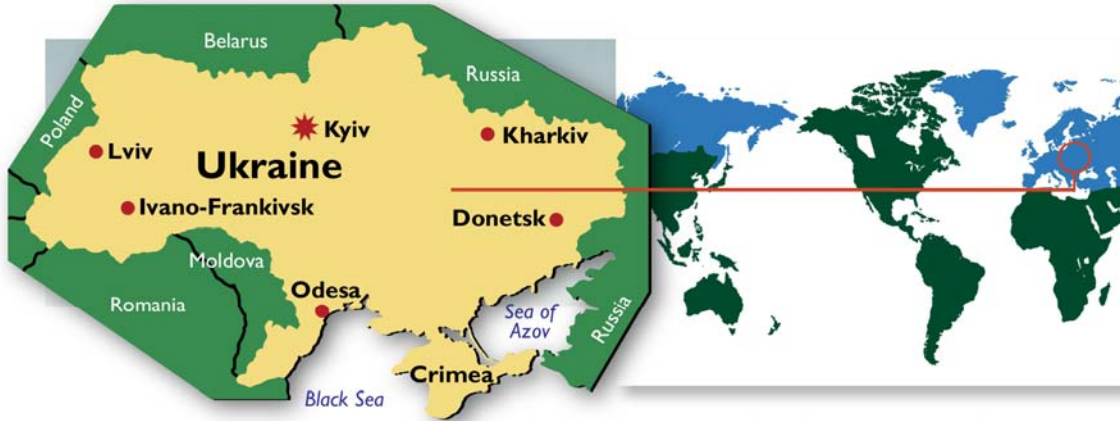 Belarus
Russia
Poland
Kyiv
Kharkiv
Lviv
Ukraine
Ivano-Frankivsk
Donetsk
Moldova
Romania
Odesa
Sea of
Azov
Russia
Crimea
Black Sea